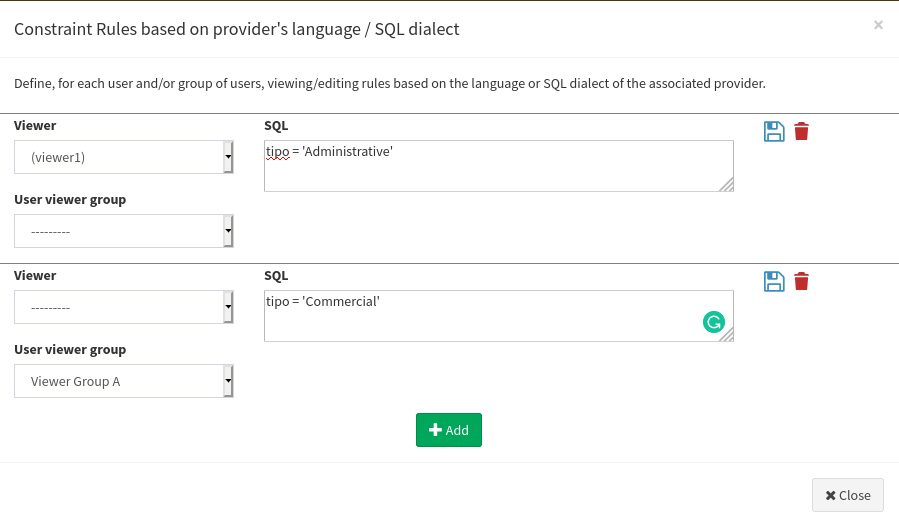 Constraint Rules based on provider's language / SQL dialect
×
Define, for each user and/or group of users, viewing/editing rules based on the language or SQL dialect of the associated provider.
Viewer
SQL
(viewer1)
tipo = 'Administrative'
User viewer group
---------
Viewer
SQL
---------
tipo = 'Commercial'
User viewer group
Viewer Group A
Add
Close